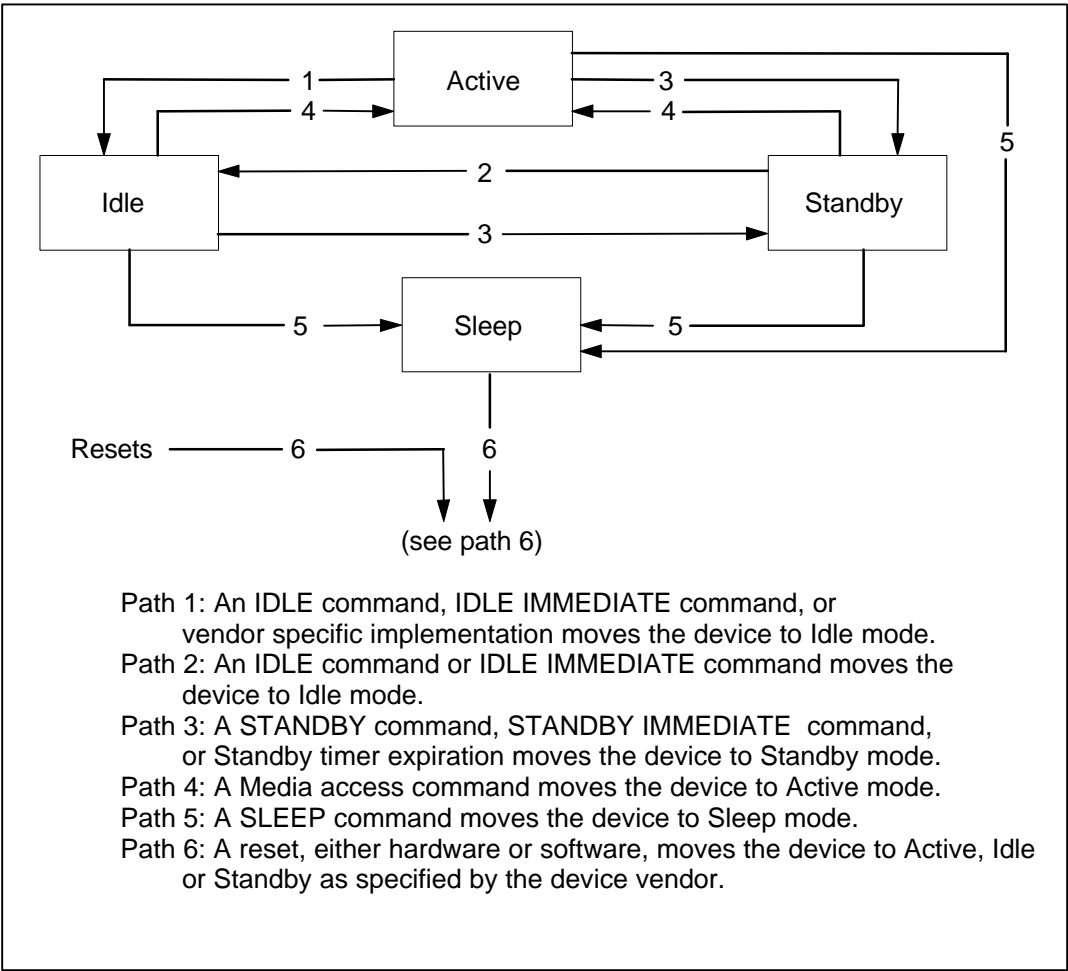 Active
1
3
4
4
5
Idle
2
Standby
3
5
Sleep
5
Resets
6
6
(see path 6)
Path 1: An IDLE command, IDLE IMMEDIATE command, or
vendor specific implementation moves the device to Idle mode.
Path 2: An IDLE command or IDLE IMMEDIATE command moves the
device to Idle mode.
Path 3: A STANDBY command, STANDBY IMMEDIATE command,
or Standby timer expiration moves the device to Standby mode.
Path 4: A Media access command moves the device to Active mode.
Path 5: A SLEEP command moves the device to Sleep mode.
Path 6: A reset, either hardware or software, moves the device to Active, Idle
or Standby as specified by the device vendor.